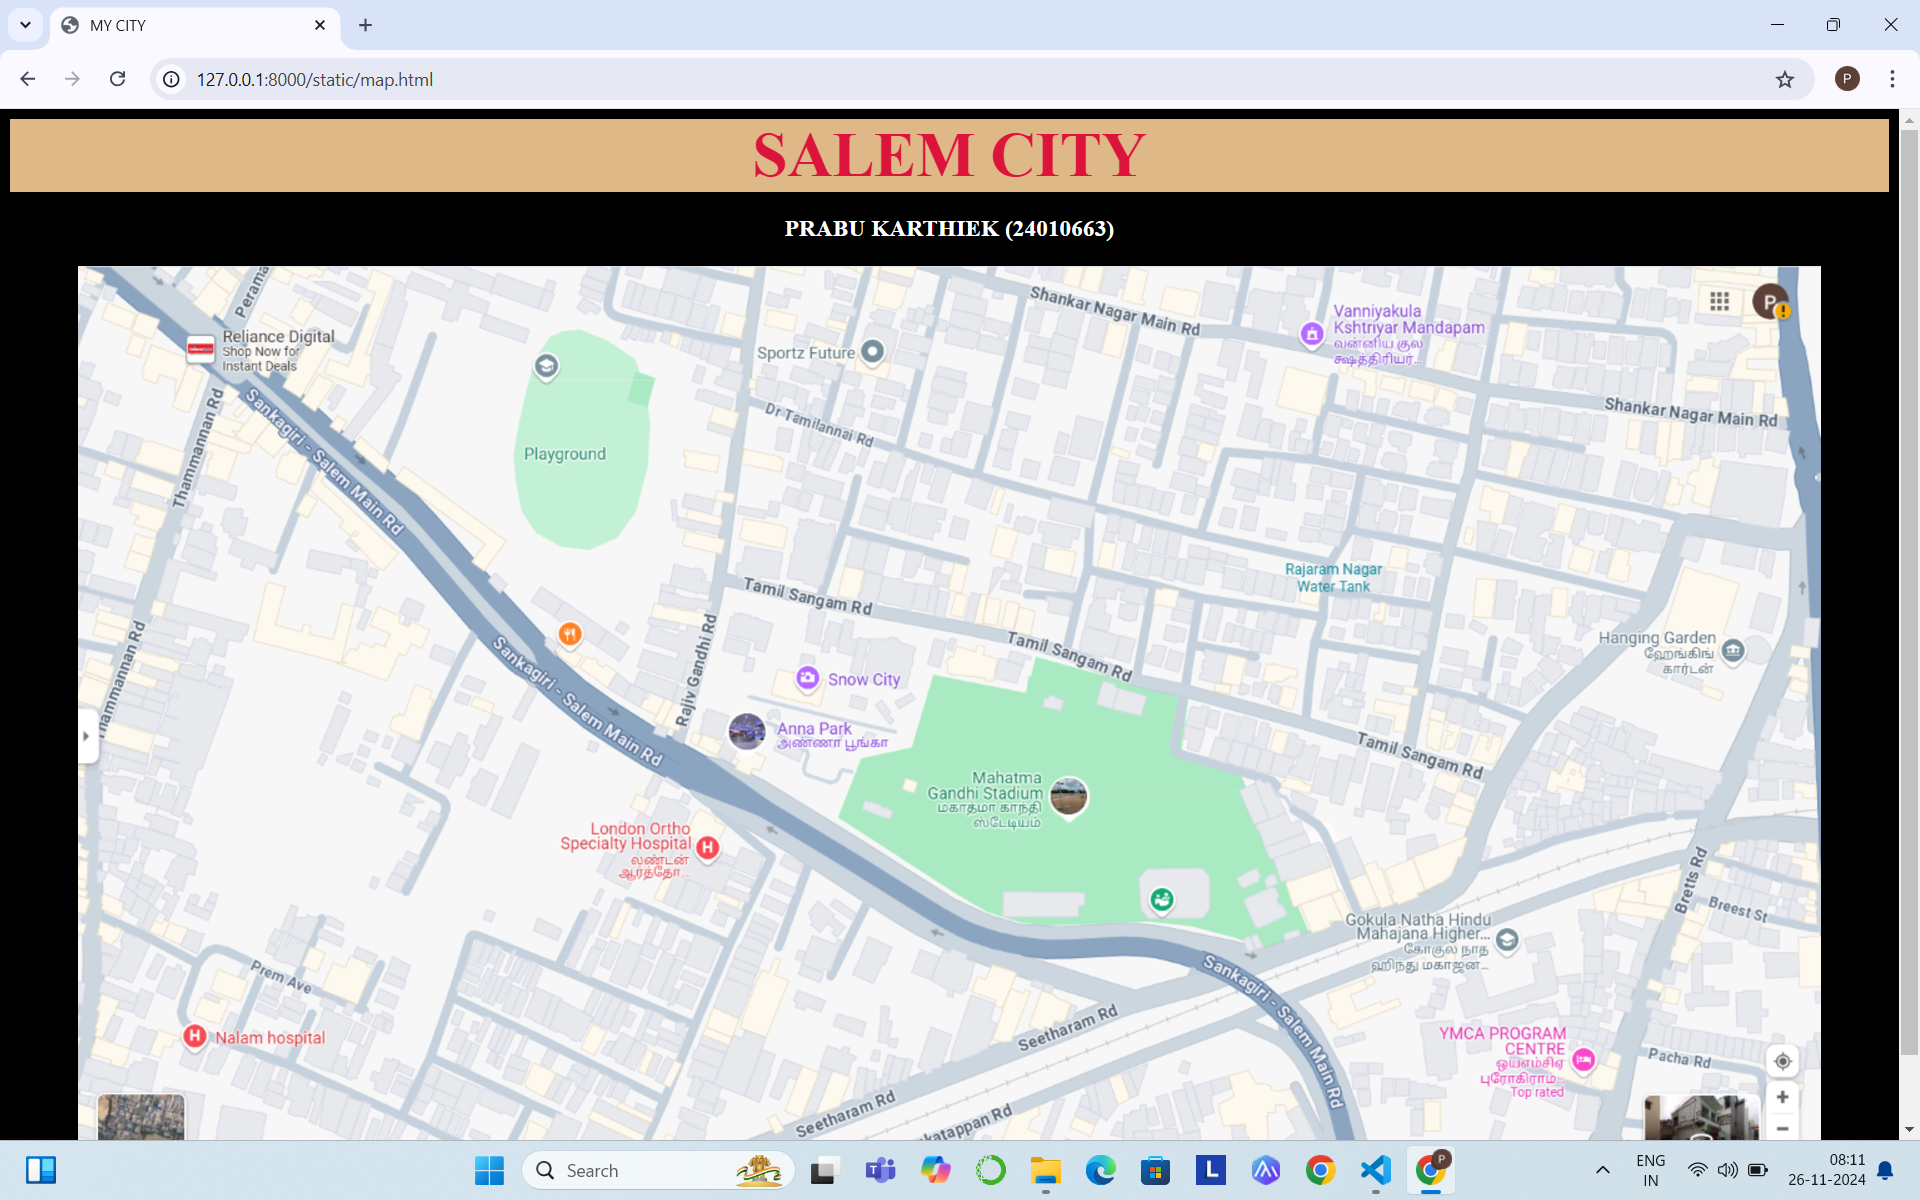 MY CITY
127.0.0.1:8000/static/map.html
P
SALEM CITY
PRABU KARTHIEK (24010663)
Perama
Reliance Digital
Shop Now for
Instant Deals
Sportz Future
Shankar Nagar Main Rd
Vanniyakula
Kshtriyar Mandapam
வன்னிய குல
க்ஷத்திரியர்...
P
Thammannan Rd
Sankagiri - Salem Main Rd
Playground
Dr Tamilannai Rd
Shankar Nagar Main Rd
Rajaram Nagar
Water Tank
Tamil Sangam Rd
Tamil Sangam Rd
Hanging Garden
ஹேங்கிங்
கார்டன்
hammannan Rd
Sankagiri - Salem Main Rd
Rajiv Gandhi Rd
Snow City
Anna Park
அண்ணா பூங்கா
Tamil Sangam Rd
Mahatma
Gandhi Stadium
மகாத்மா காந்தி
ஸ்டேடியம்
London Ortho
Specialty Hospital
லண்டன்
ஆர்த்தோ...
H
Bretts Rd
Breest St
Gokula Natha Hindu
Mahajana Higher...
கோகுல நாத
ஹிந்து மகாஜன...
Prem Ave
Sankagiri - Salem Main Rd
H
Nalam hospital
Seetharam Rd
YMCA PROGRAM
CENTRE
ஒய்எம்சிஏ
புரோகிராம்...
Top rated
Pacha Rd
Seetharam Rd
katappan Rd
Search
L
P
ENG
IN
08:11
26-11-2024